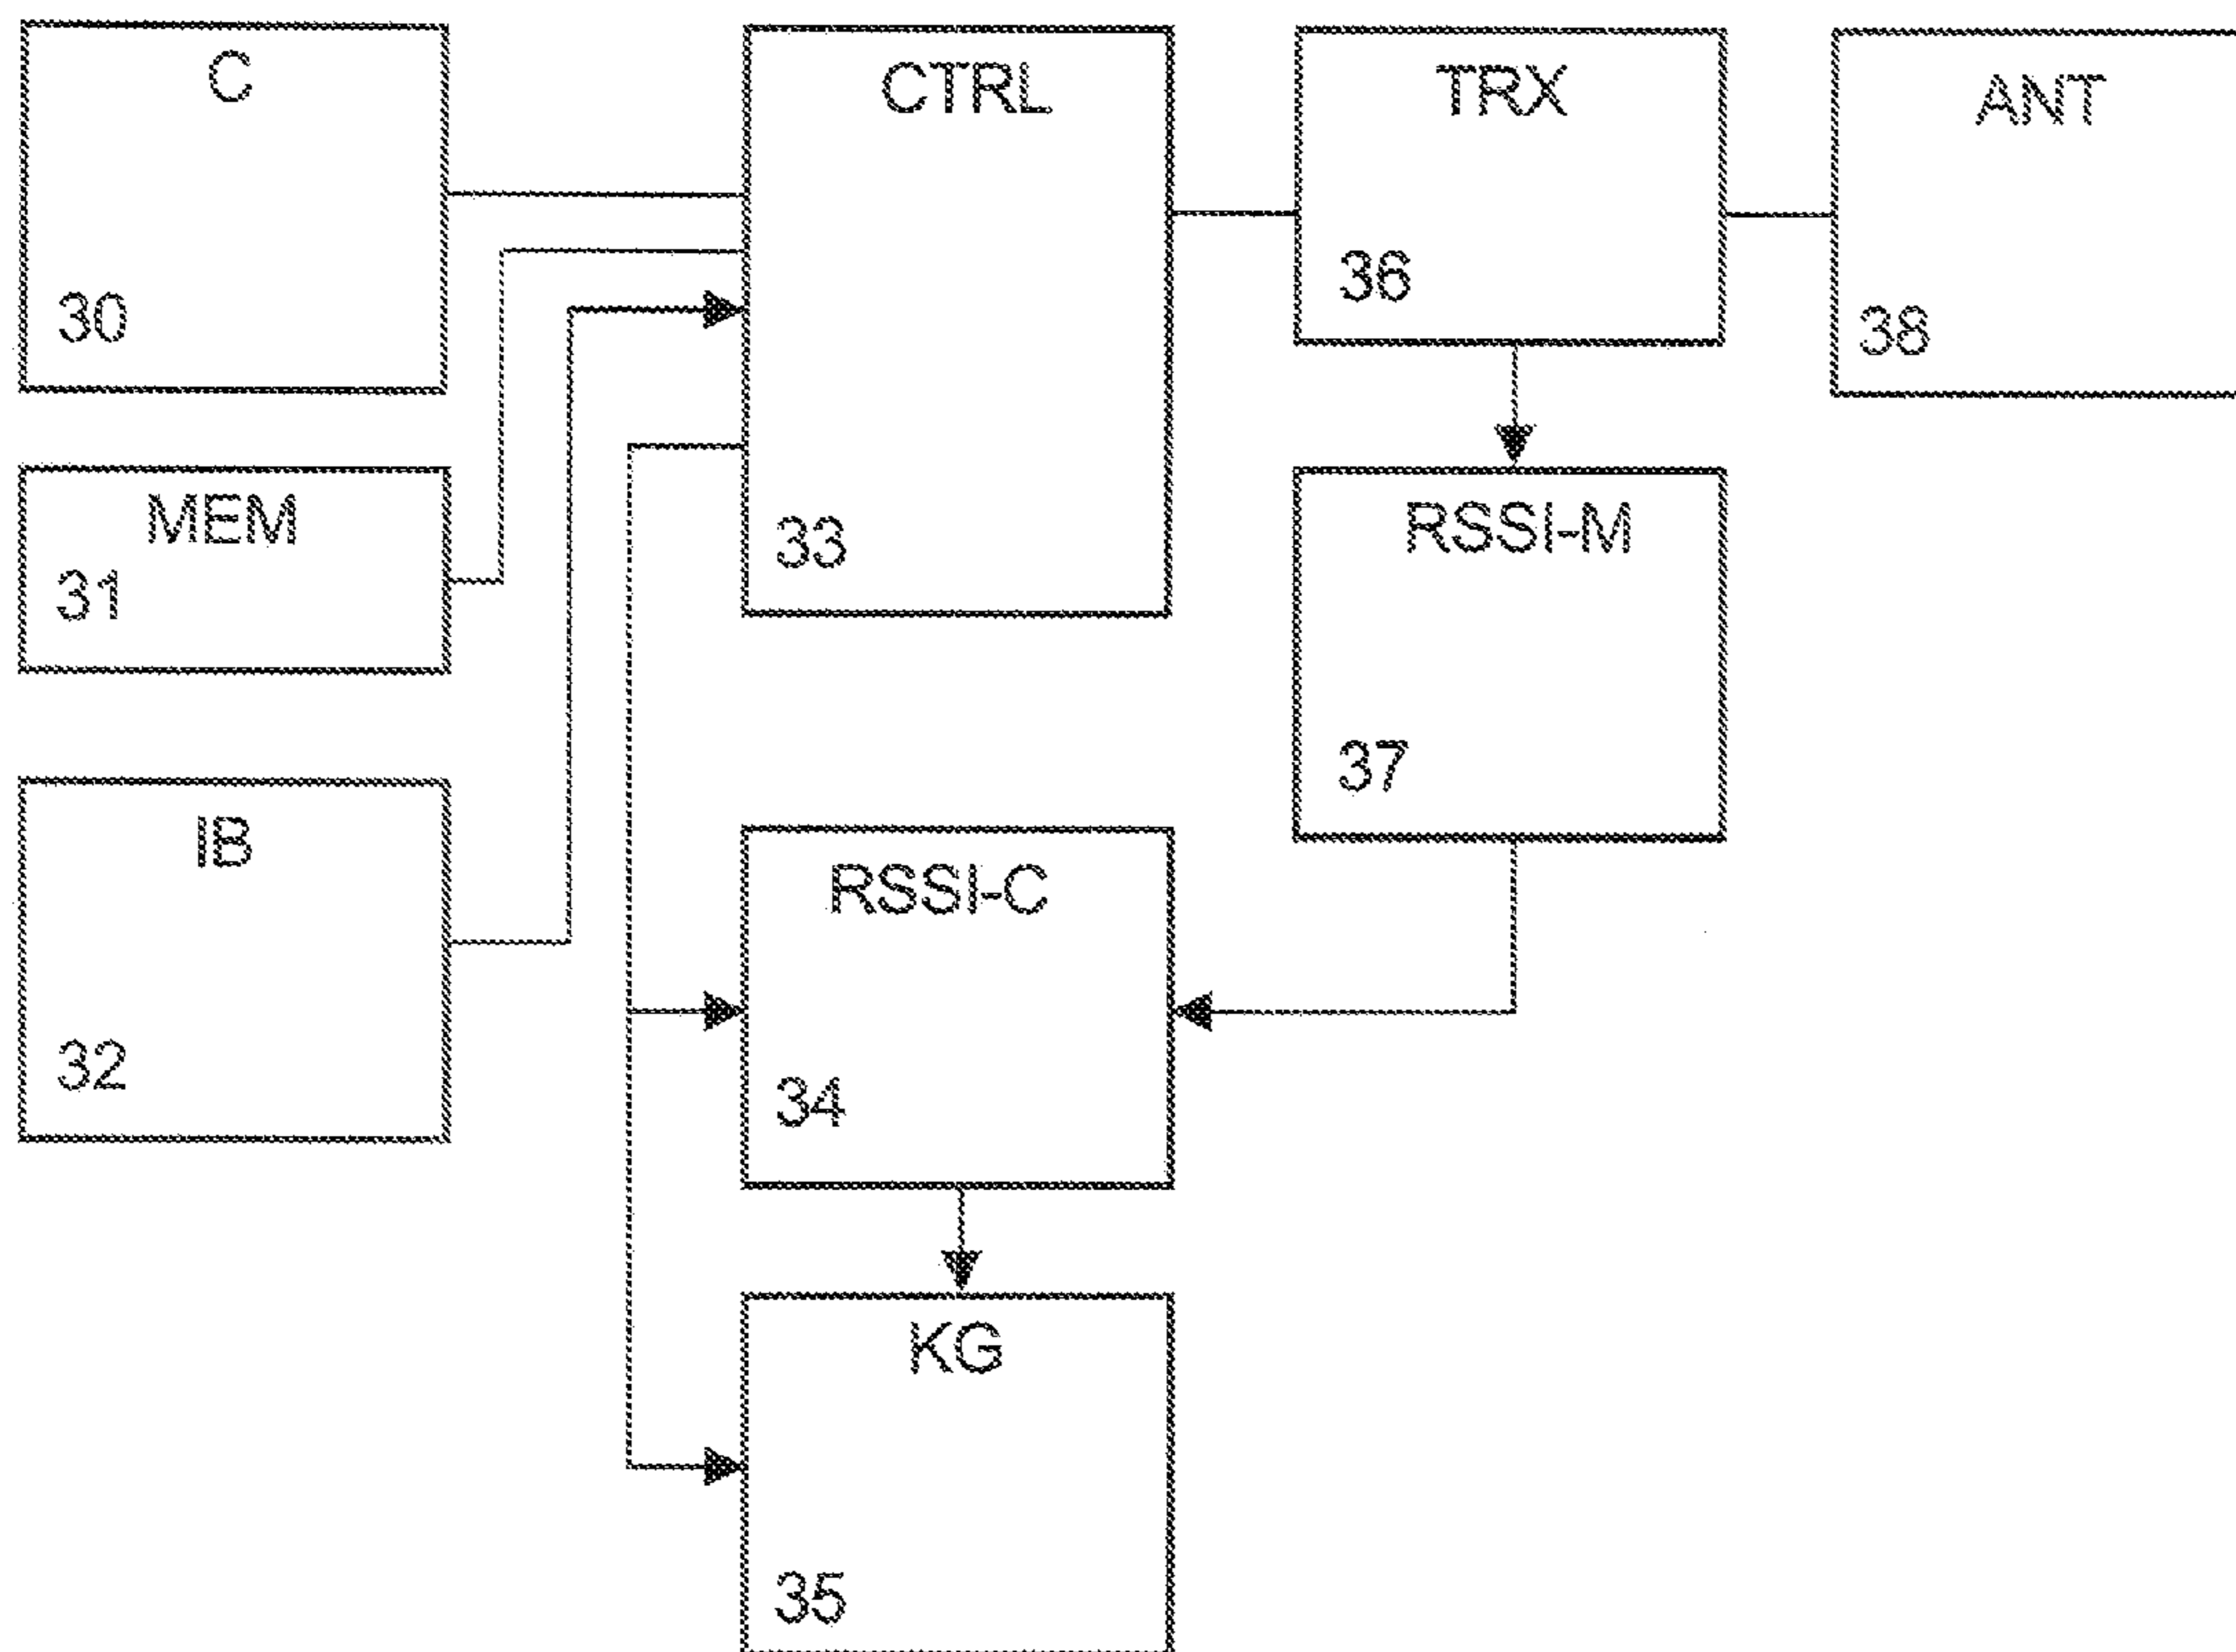 C
30
MEM
31
IB
32
CTRL
33
RSSI-C
34
KG
35
TRX
36
RSSI-M
37
ANT
38